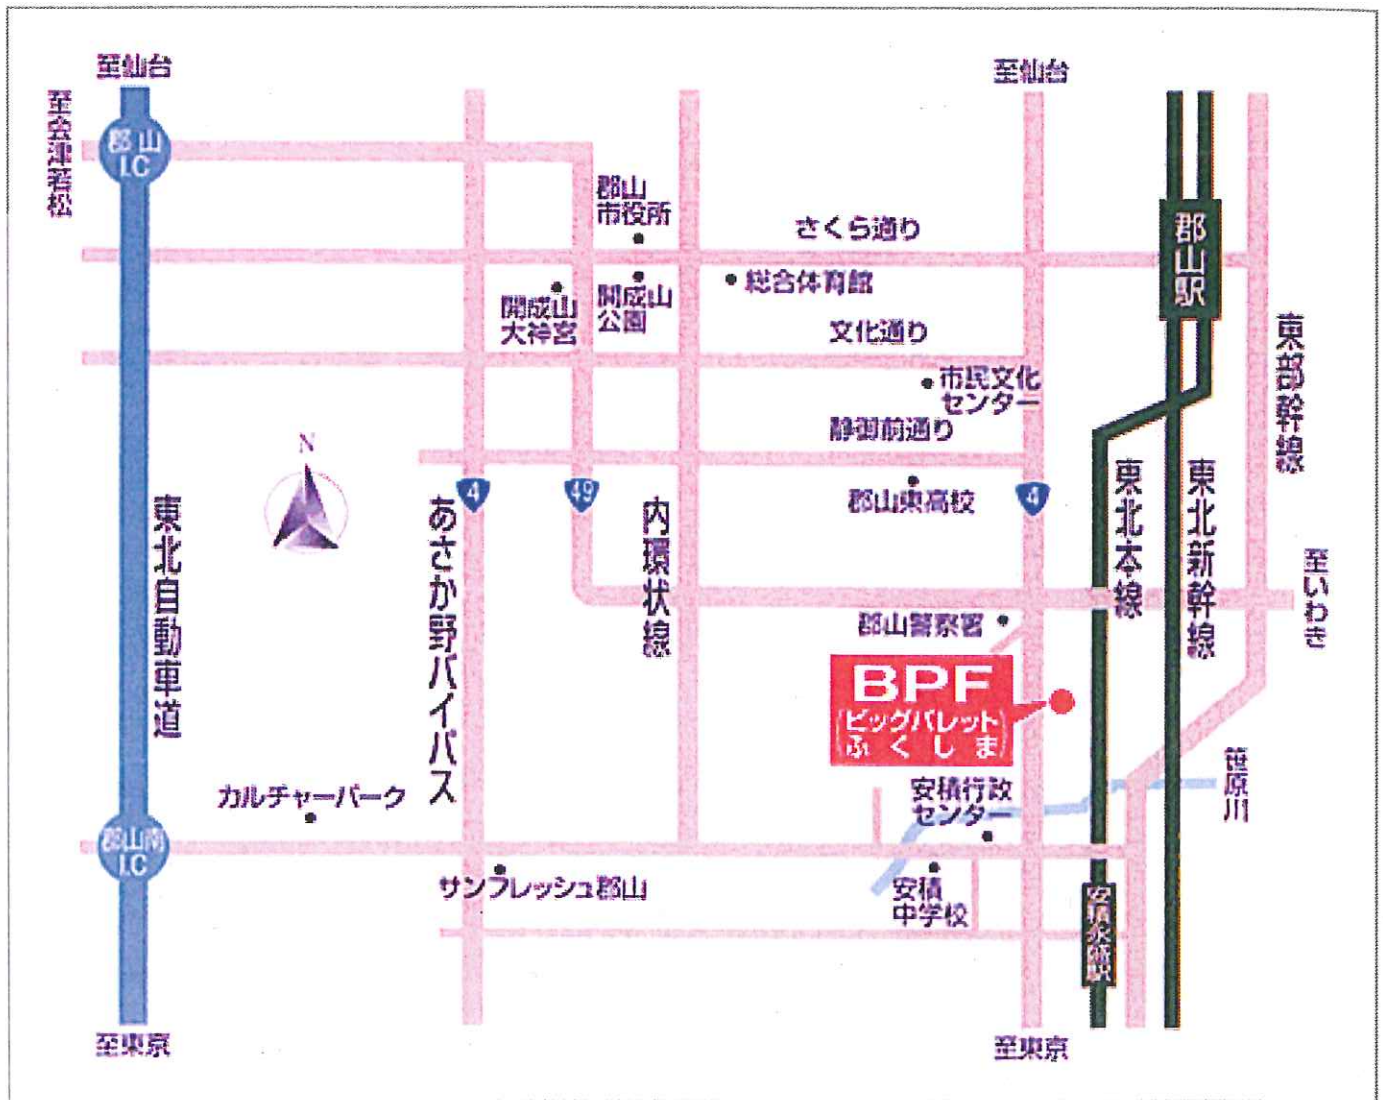 至仙台
至仙台
至会津若松
郡山
I.C
郡山
市役所
さくら通り
郡山駅
開成山
大神宮
開成山
公園
総合体育館
文化通り
東部幹線
市民文化
センター
静御前通り
N
4
49
4
郡山東高校
東北自動車道
あさか野バイパス
内環状線
東北本線
東北新幹線
至いわき
郡山警察署
BPF
(ビッグパレット
ふくしま)
笹原川
カルチャーパーク
安積行政
センター
郡山南
I.C
サンフレッシュ郡山
安積
中学校
安積永盛駅
至東京
至東京